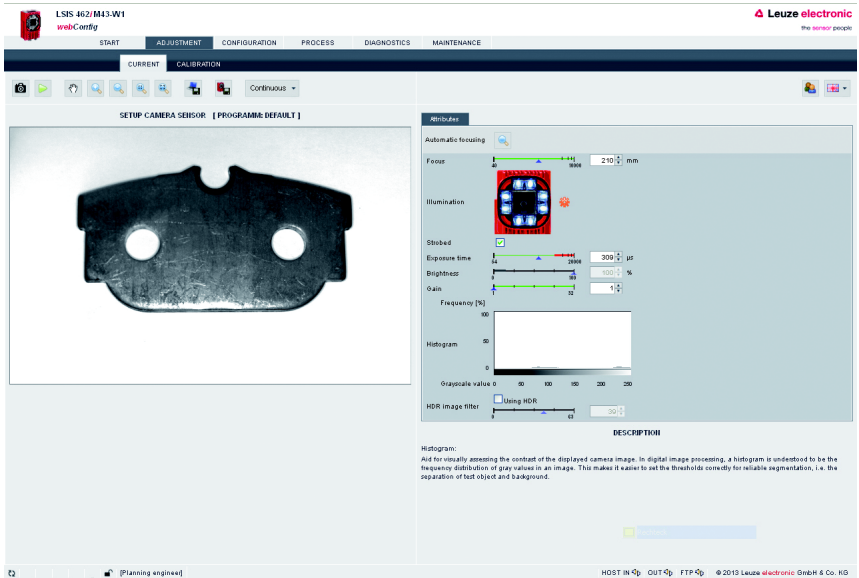 LSIS 462i M43-W1
webConfig
Leuze electronic
the sensor people
START ADJUSTMENT CONFIGURATION PROCESS DIAGNOSTICS MAINTENANCE
CURRENT CALIBRATION
Continuous
SETUP CAMERA SENSOR [ PROGRAMM: DEFAULT ]
Attributes
Automatic focusing
Focus 210 mm
40 10000
Illumination
Strobed
Exposure time 309 µs
54 20000
Brightness 100 %
0 100
Gain 1
1 32
Frequency [%]
100
Histogram 50
0
Grayscale value 0 50 100 150 200 250
Using HDR
HDR image filter 39
0 63
DESCRIPTION
Histogram:
Aid for visually assessing the contrast of the displayed camera image. In digital image processing, a histogram is understood to be the
frequency distribution of gray values in an image. This makes it easier to set the thresholds correctly for reliable segmentation, i.e. the
separation of test object and background.
[Planning engineer] HOST IN OUT FTP © 2013 Leuze electronic GmbH & Co. KG